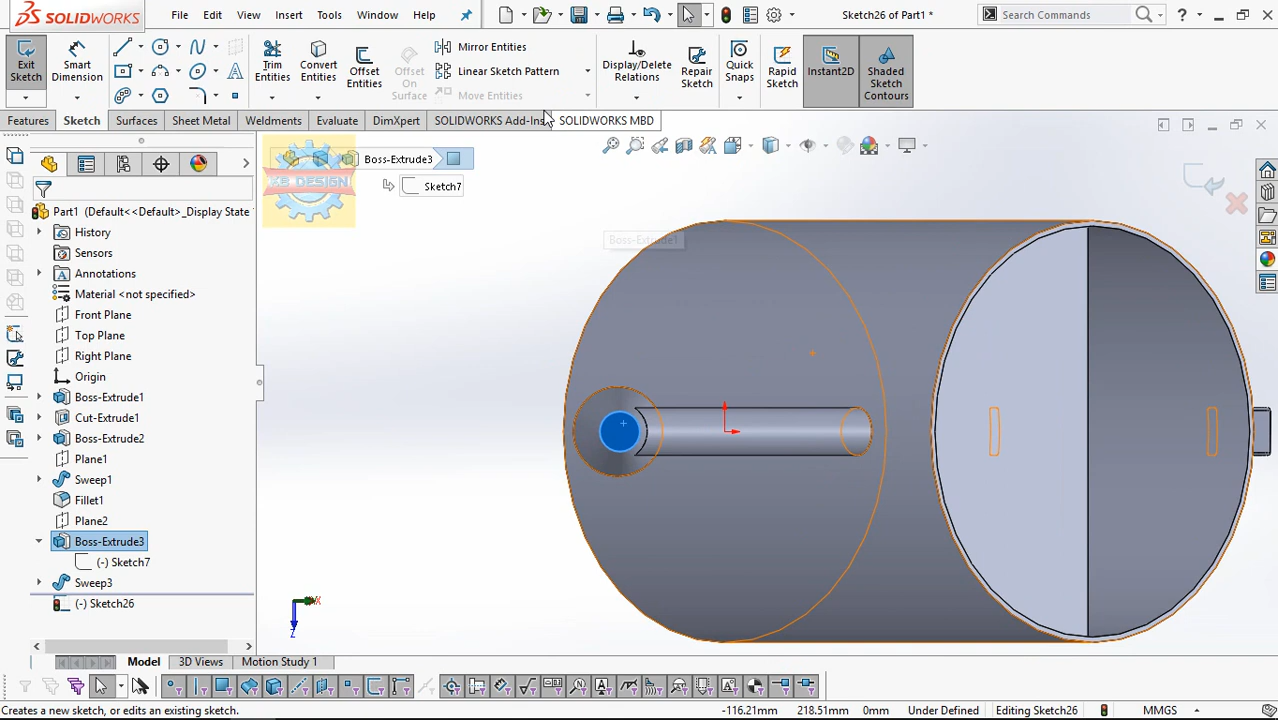 SOLIDWORKS
File
Edit
View
Insert
Tools
Window
Help
Sketch26 of Part1 *
Search Commands
Exit Sketch
Smart Dimension
Trim Entities
Convert Entities
Offset Entities
Offset On Surface
Mirror Entities
Linear Sketch Pattern
Move Entities
Display/Delete Relations
Repair Sketch
Quick Snaps
Rapid Sketch
Instant2D
Shaded Sketch Contours
Features
Sketch
Surfaces
Sheet Metal
Weldments
Evaluate
DimXpert
SOLIDWORKS Add-Ins
SOLIDWORKS MBD
Boss-Extrude3
Sketch7
KB DESIGN
Boss-Extrude1
Part1 (Default<<Default>_Display State
History
Sensors
Annotations
Material <not specified>
Front Plane
Top Plane
Right Plane
Origin
Boss-Extrude1
Cut-Extrude1
Boss-Extrude2
Plane1
Sweep1
Fillet1
Plane2
Boss-Extrude3
(-) Sketch7
Sweep3
(-) Sketch26
X
Z
Model
3D Views
Motion Study 1
Creates a new sketch, or edits an existing sketch.
-116.21mm
218.51mm
0mm
Under Defined
Editing Sketch26
MMGS